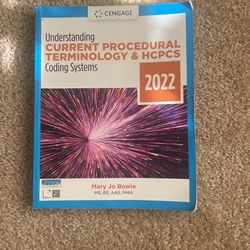 CENGAGE
Understanding
CURRENT PROCEDURAL
TERMINOLOGY & HCPCS
Coding Systems
2022
Mary Jo Bowie
MS, BS, AAS, RHIA